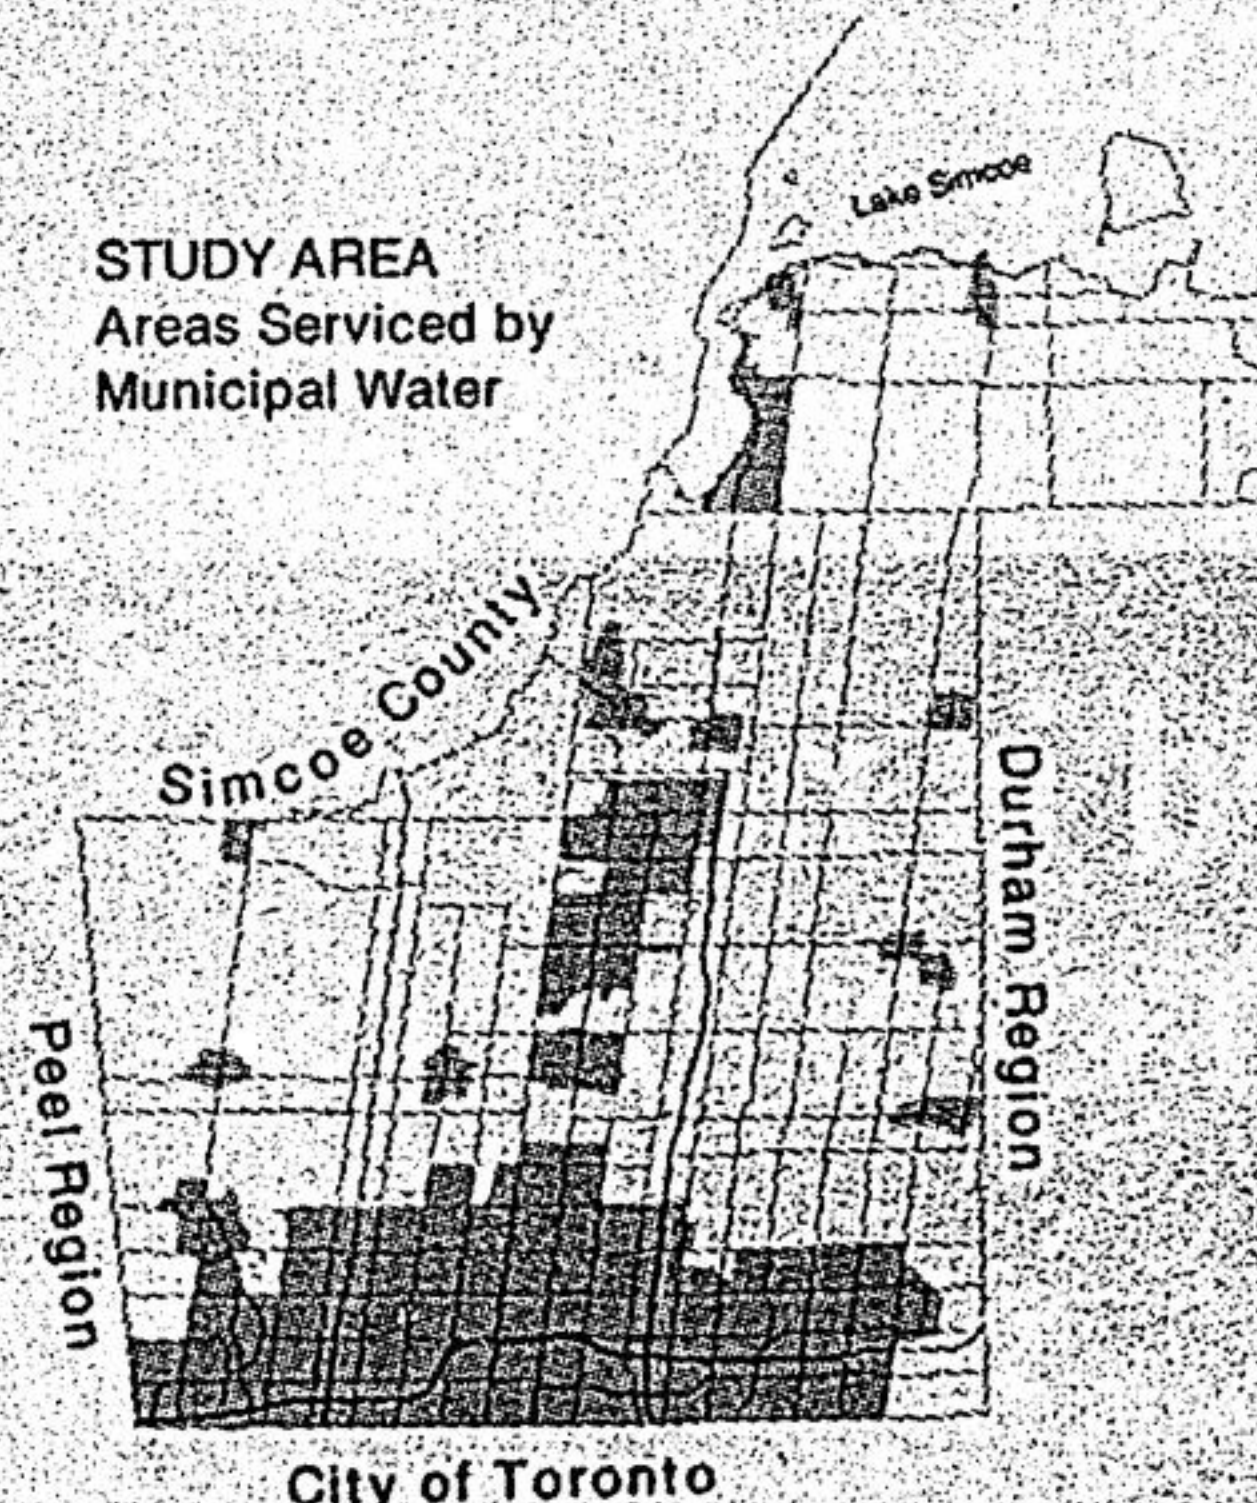 Lake Simcoe
STUDY AREA
Areas Serviced by
Municipal Water
Simcoe County
Durham Region
Peel Region
City of Toronto